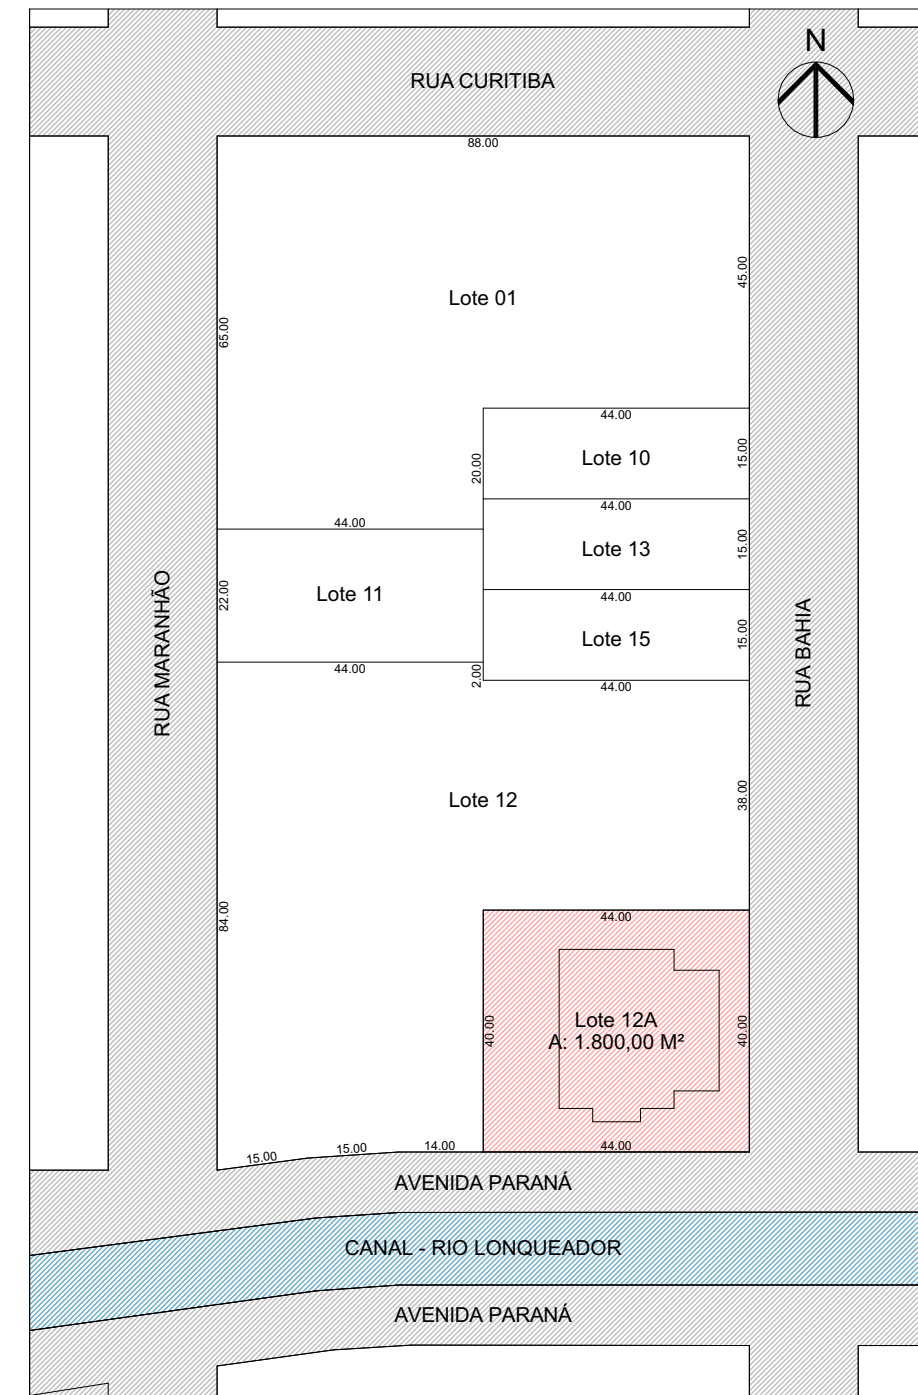 N
RUA CURITIBA
88.00
45.00
Lote 01
65.00
44.00
20.00
Lote 10
15.00
44.00
44.00
Lote 13
15.00
RUA MARANHÃO
22.00
Lote 11
44.00
Lote 15
15.00
RUA BAHIA
44.00
2.00
44.00
Lote 12
38.00
84.00
44.00
40.00
Lote 12A
A: 1.800,00 M²
40.00
15.00
15.00
14.00
44.00
AVENIDA PARANÁ
CANAL - RIO LONQUEADOR
AVENIDA PARANÁ